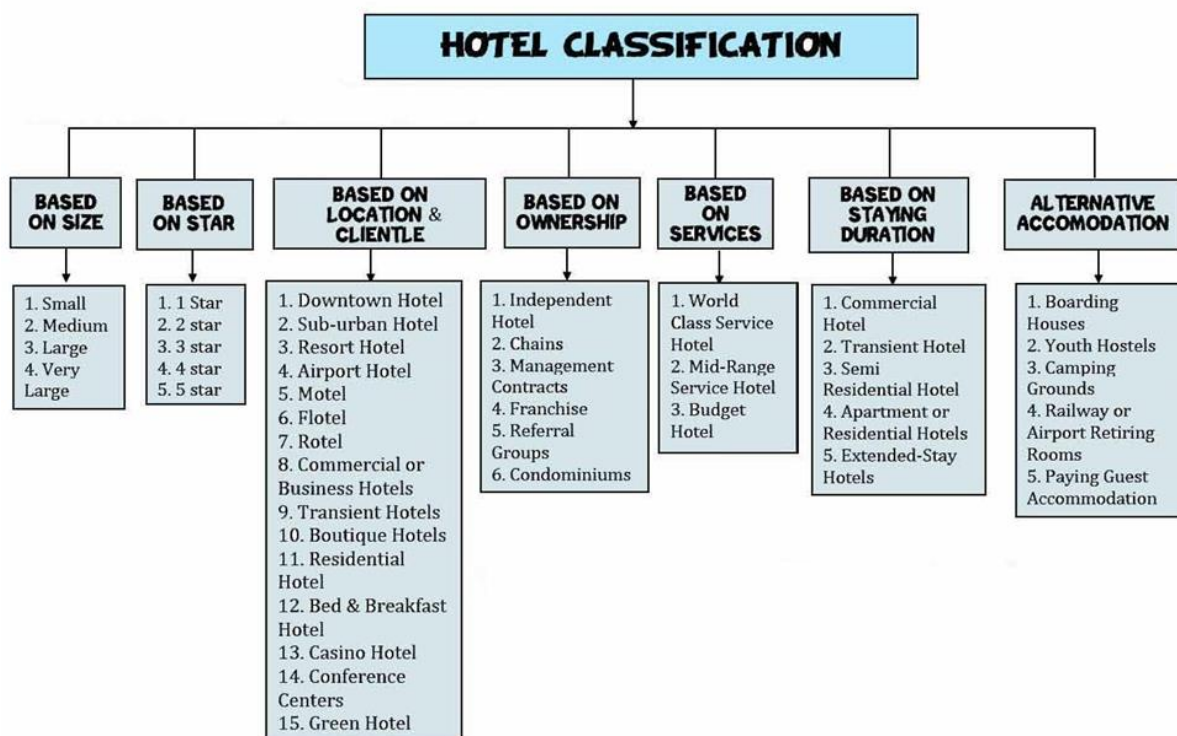 HOTEL CLASSIFICATION
BASED
ON SIZE
1. Small
2. Medium
3. Large
4. Very
Large
BASED
ON STAR
1. 1 Star
2. 2 star
3. 3 star
4. 4 star
5. 5 star
BASED ON
LOCATION &
CLIENTLE
1. Downtown Hotel
2. Sub-urban Hotel
3. Resort Hotel
4. Airport Hotel
5. Motel
6. Flotel
7. Rotel
8. Commercial or
Business Hotels
9. Transient Hotels
10. Boutique Hotels
11. Residential
Hotel
12. Bed & Breakfast
Hotel
13. Casino Hotel
14. Conference
Centers
15. Green Hotel
BASED ON
OWNERSHIP
1. Independent
Hotel
2. Chains
3. Management
Contracts
4. Franchise
5. Referral
Groups
6. Condominiums
BASED
ON
SERVICES
1. World
Class Service
Hotel
2. Mid-Range
Service Hotel
3. Budget
Hotel
BASED ON
STAYING
DURATION
1. Commercial
Hotel
2. Transient Hotel
3. Semi
Residential Hotel
4. Apartment or
Residential Hotels
5. Extended-Stay
Hotels
ALTERNATIVE
ACCOMODATION
1. Boarding
Houses
2. Youth Hostels
3. Camping
Grounds
4. Railway or
Airport Retiring
Rooms
5. Paying Guest
Accommodation